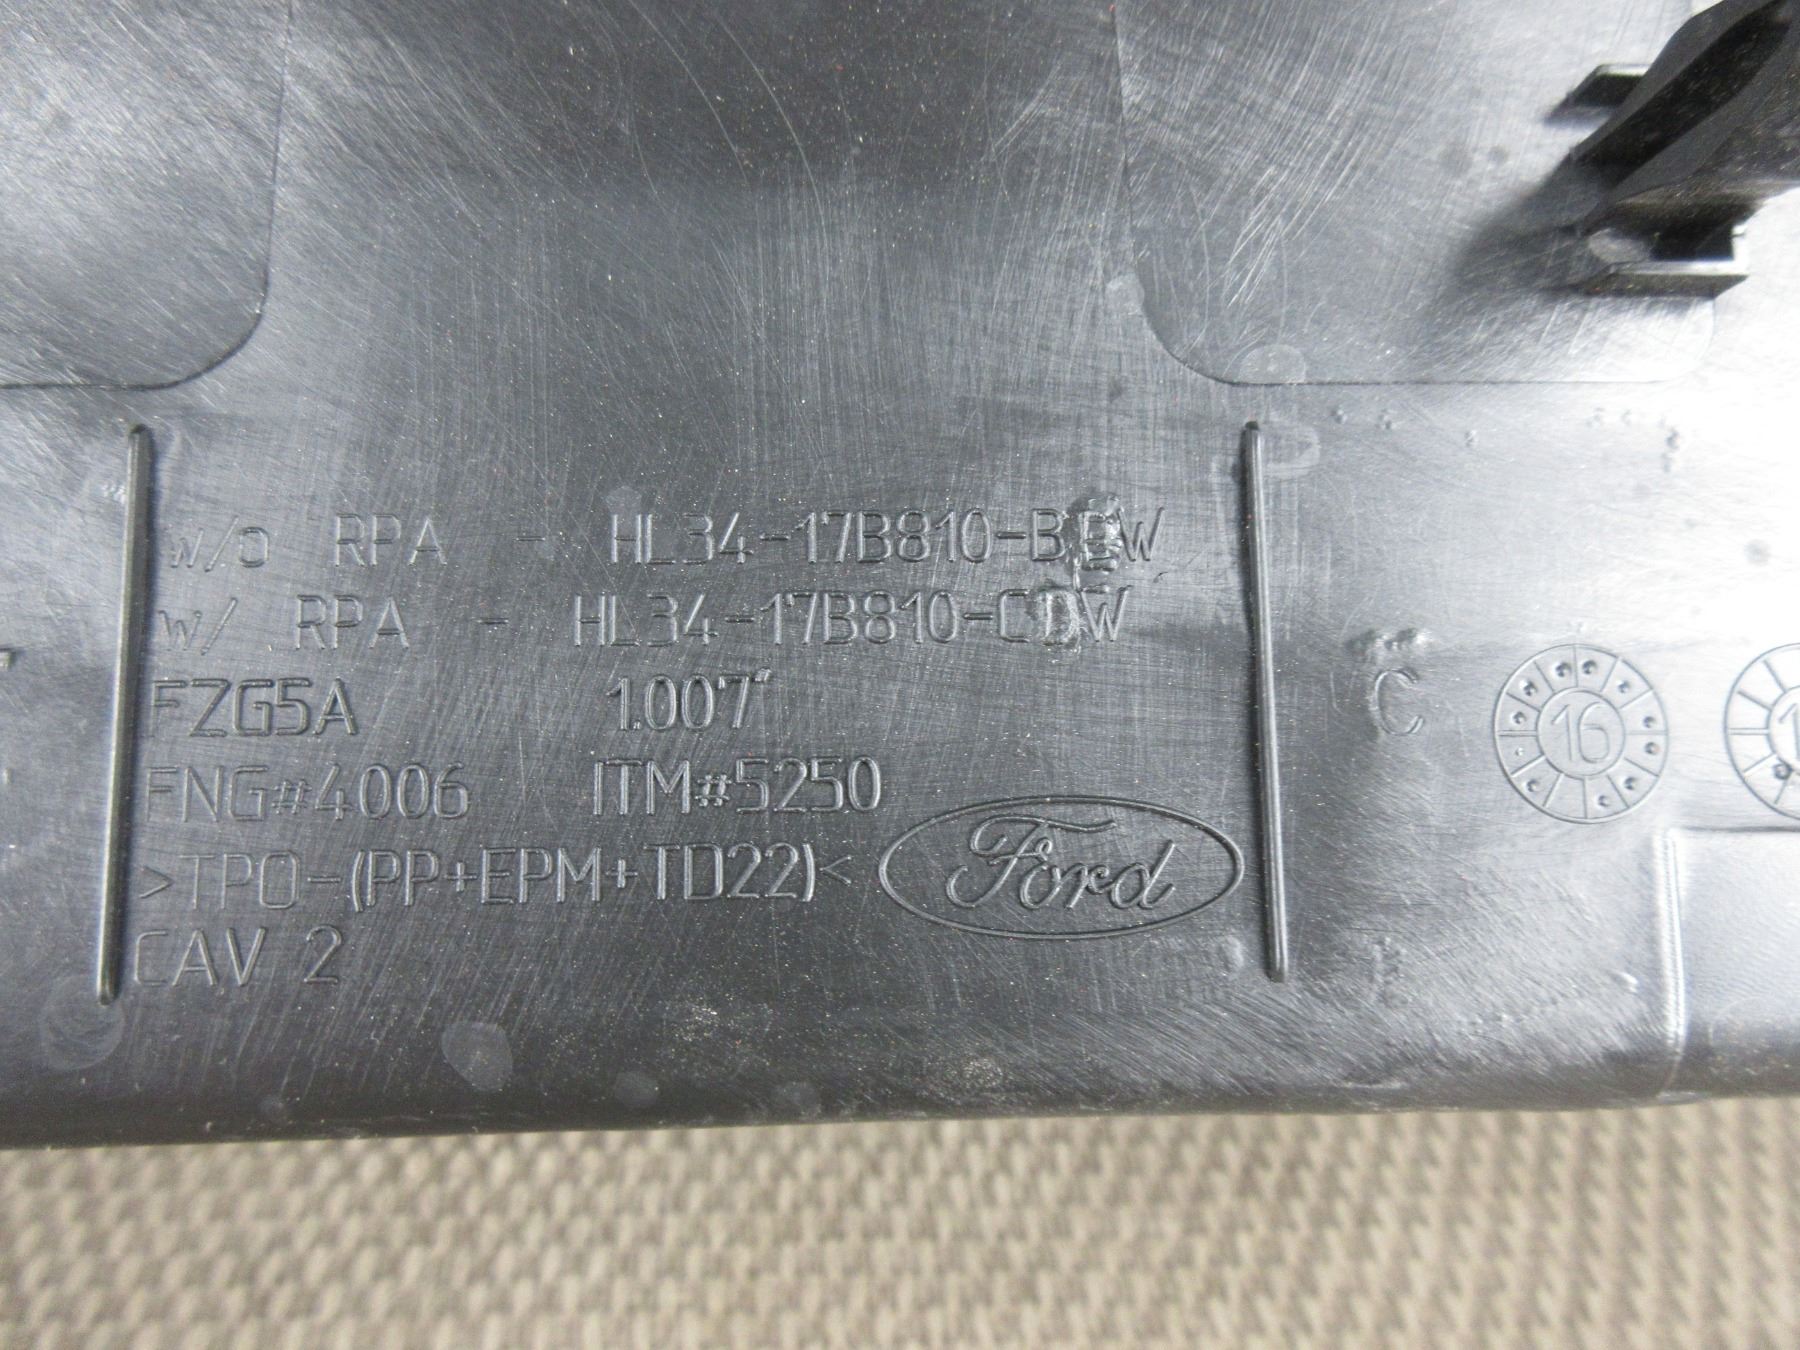 w/o RPA - HL34-17B810-BEW
w/ RPA - HL34-17B810-CDW
FZG5A 1.007"
ENG#4006 ITM#5250
>TPO-(PP+EPM+TD22)<
Ford
CAV 2
C
16